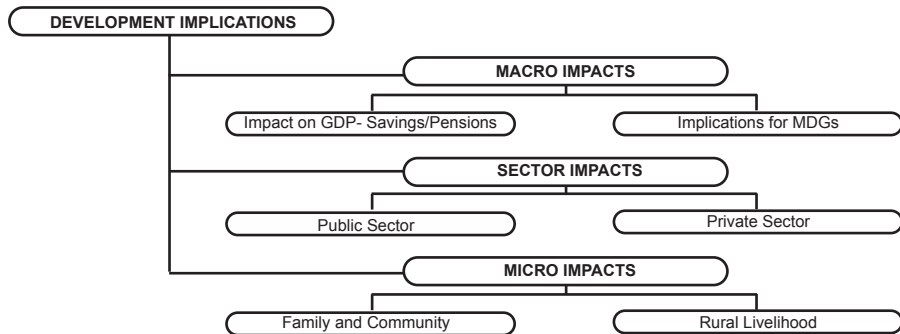 DEVELOPMENT IMPLICATIONS
MACRO IMPACTS
Impact on GDP- Savings/Pensions
Implications for MDGs
SECTOR IMPACTS
Public Sector
Private Sector
MICRO IMPACTS
Family and Community
Rural Livelihood